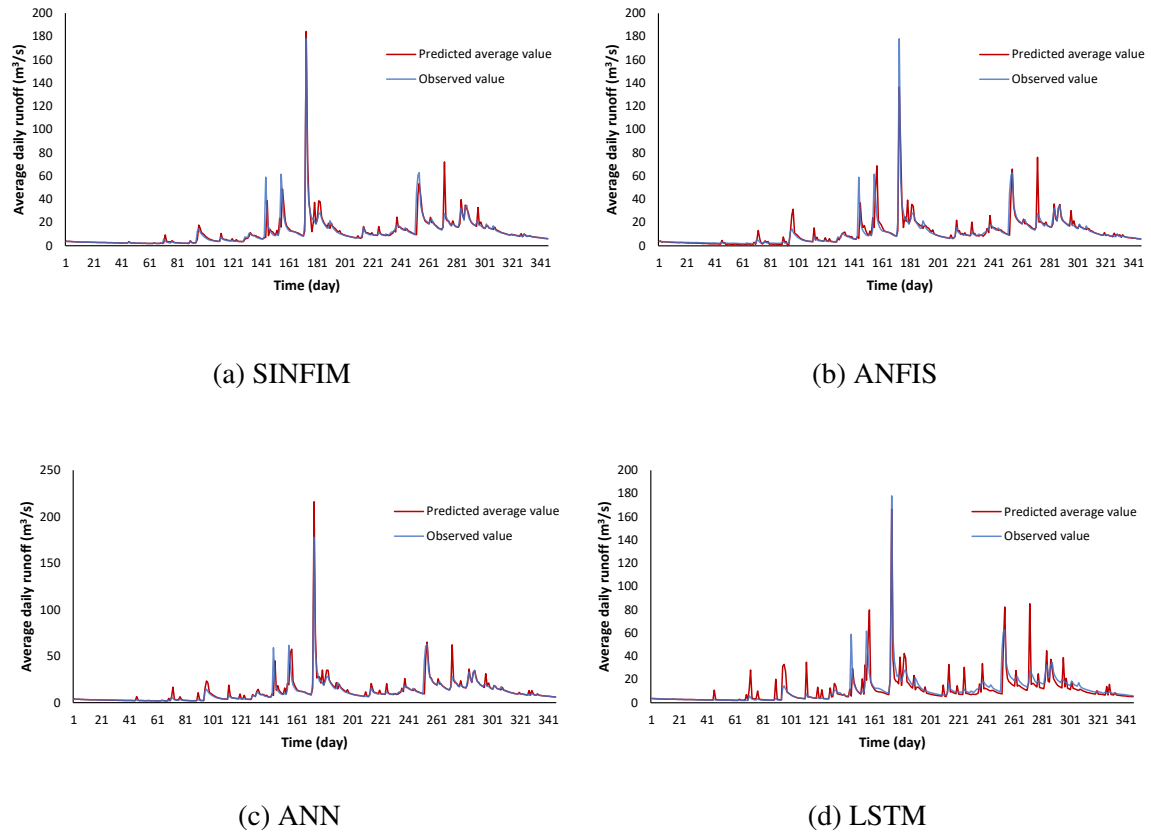 200
180
160
140
120
100
80
60
40
20
0
Average daily runoff (m³/s)
Predicted average value
Observed value
1 21 41 61 81 101 121 141 161 181 201 221 241 261 281 301 321 341
Time (day)
(a) SINFIM
200
180
160
140
120
100
80
60
40
20
0
Average daily runoff (m³/s)
Predicted average value
Observed value
1 21 41 61 81 101 121 141 161 181 201 221 241 261 281 301 321 341
Time (day)
(b) ANFIS
250
200
150
100
50
0
Average daily runoff (m³/s)
Predicted average value
Observed value
1 21 41 61 81 101 121 141 161 181 201 221 241 261 281 301 321 341
Time (day)
(c) ANN
200
180
160
140
120
100
80
60
40
20
0
Average daily runoff (m³/s)
Predicted average value
Observed value
1 21 41 61 81 101 121 141 161 181 201 221 241 261 281 301 321 341
Time (day)
(d) LSTM